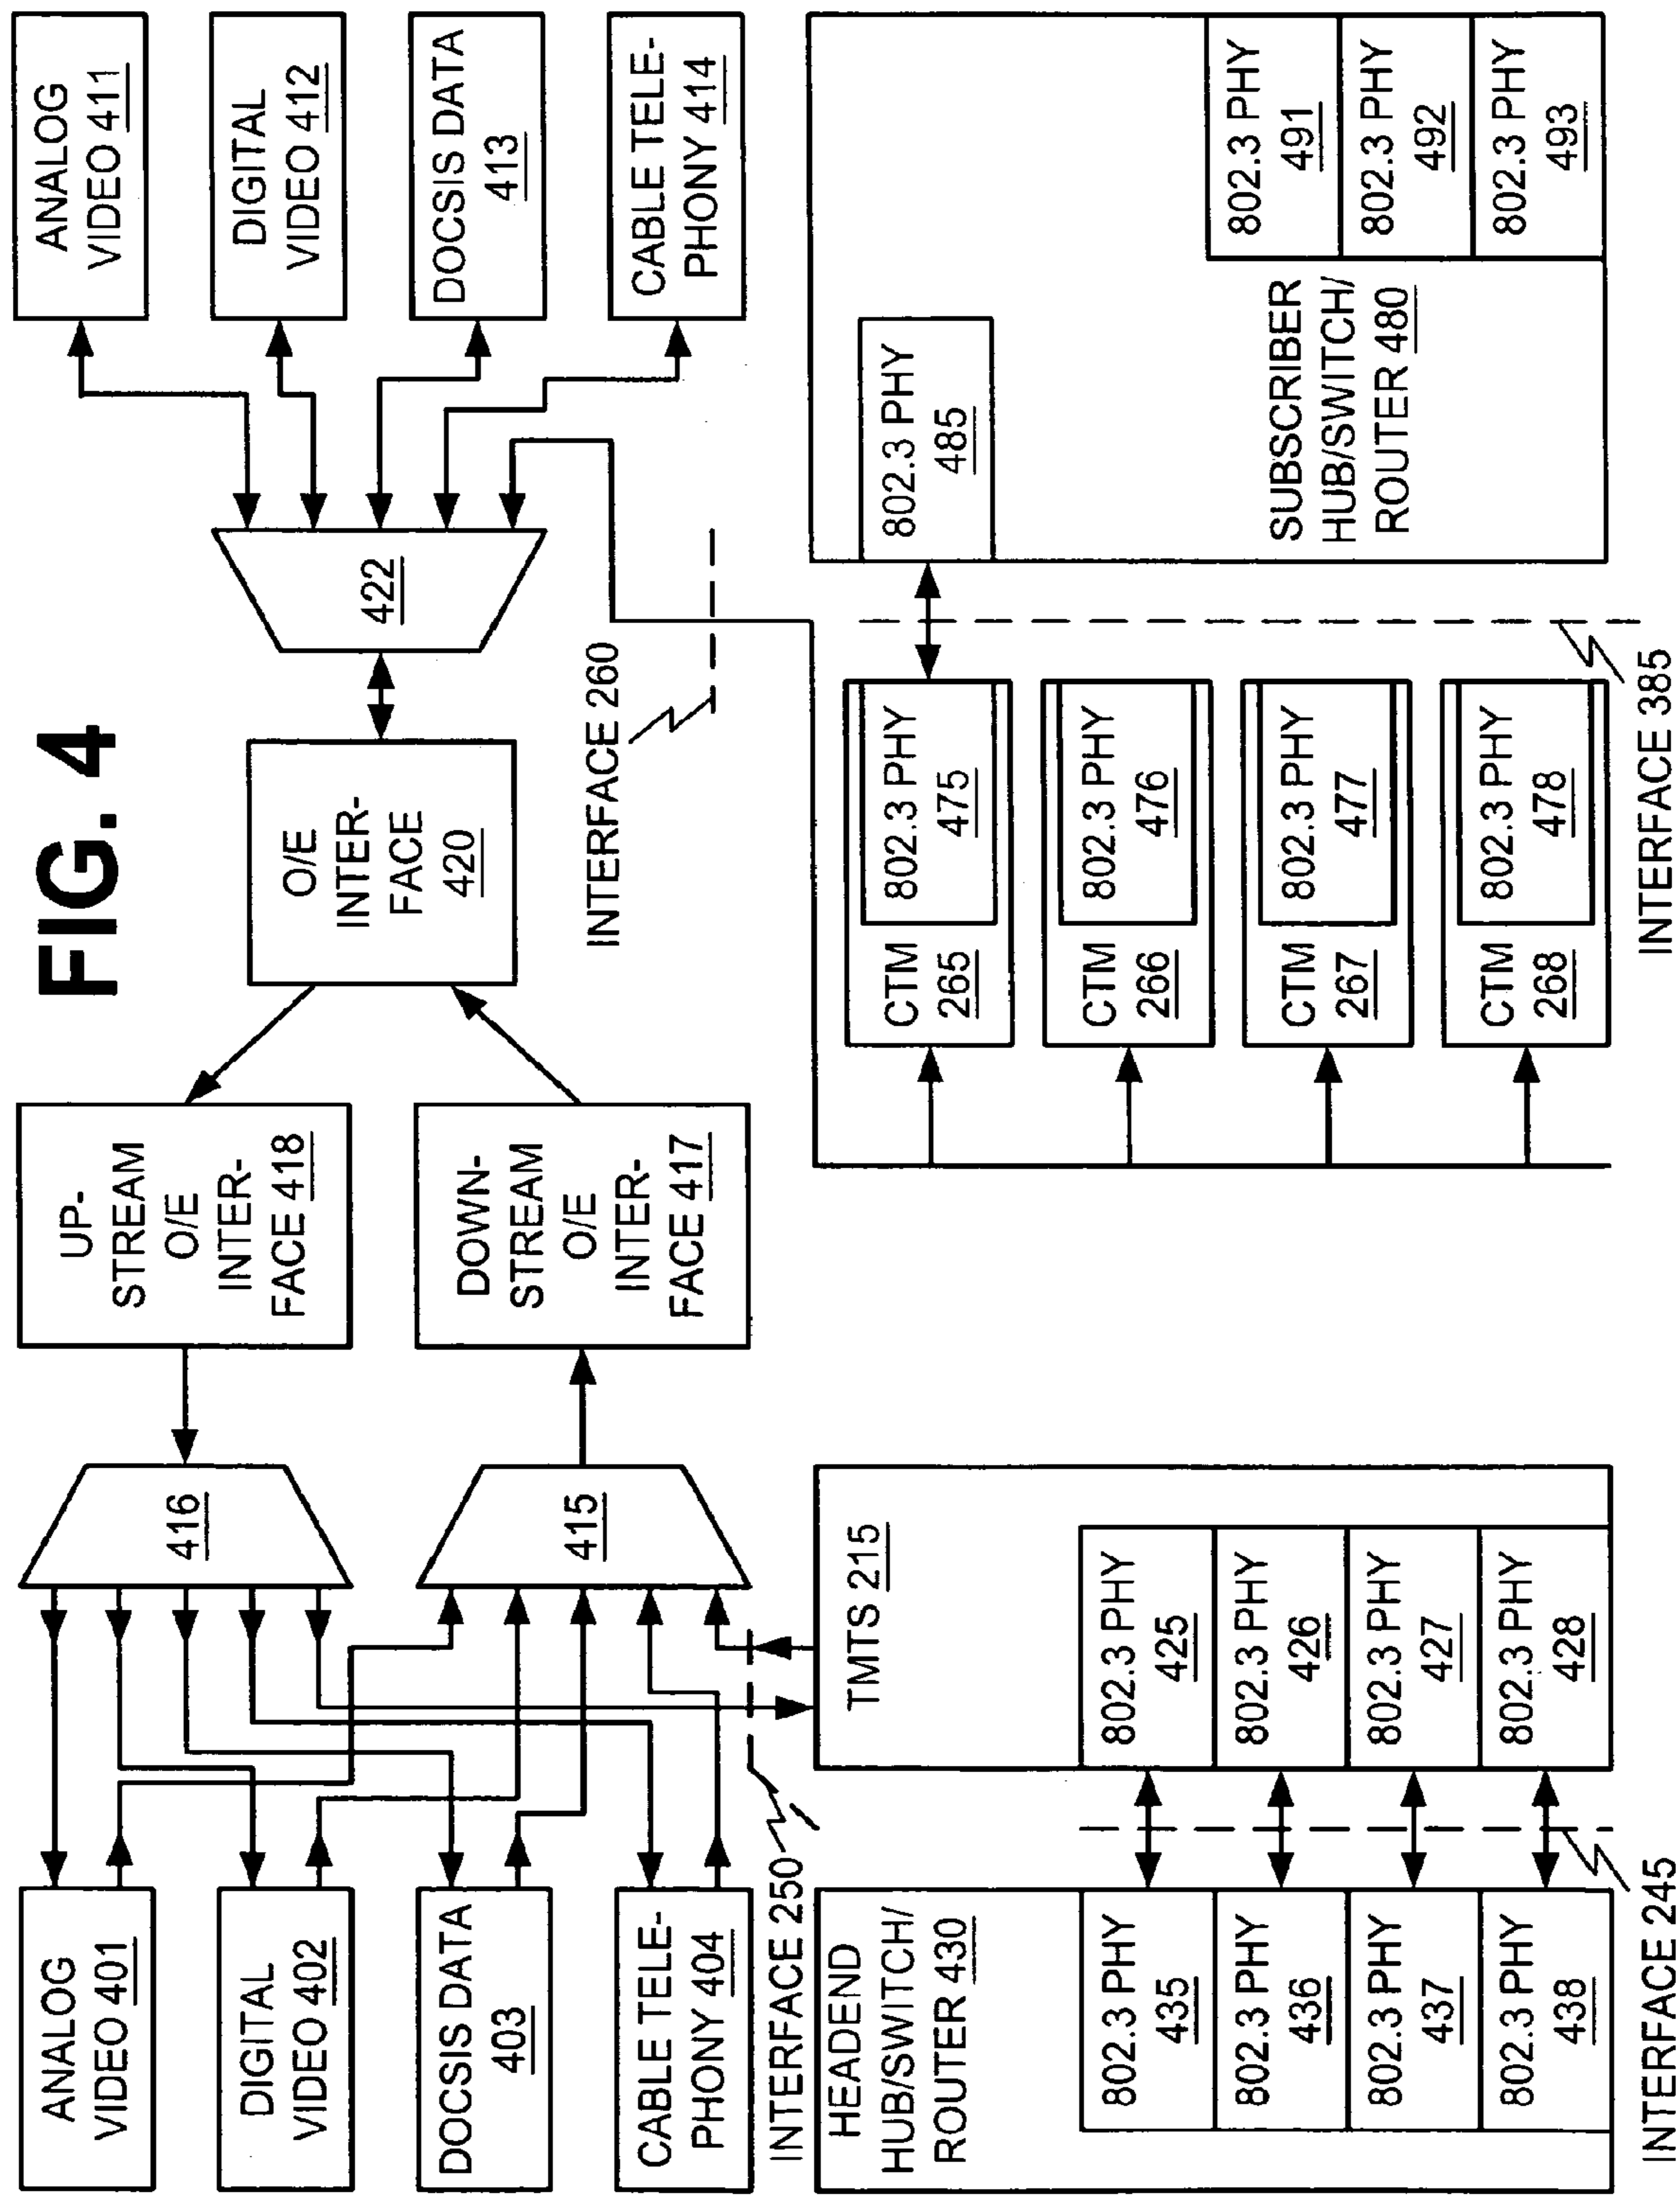 FIG. 4
ANALOG
VIDEO 401
DIGITAL
VIDEO 402
DOCSIS DATA
403
CABLE TELE-
PHONY 404
416
415
UP-
STREAM
O/E
INTER-
FACE 418
DOWN-
STREAM
O/E
INTER-
FACE 417
O/E
INTER-
FACE
420
422
ANALOG
VIDEO 411
DIGITAL
VIDEO 412
DOCSIS DATA
413
CABLE TELE-
PHONY 414
INTERFACE 250
INTERFACE 260
HEADEND
HUB/SWITCH/
ROUTER 430
802.3 PHY
435
802.3 PHY
436
802.3 PHY
437
802.3 PHY
438
INTERFACE 245
TMTS 215
802.3 PHY
425
802.3 PHY
426
802.3 PHY
427
802.3 PHY
428
CTM
265
802.3 PHY
475
CTM
266
802.3 PHY
476
CTM
267
802.3 PHY
477
CTM
268
802.3 PHY
478
INTERFACE 385
802.3 PHY
485
SUBSCRIBER
HUB/SWITCH/
ROUTER 480
802.3 PHY
491
802.3 PHY
492
802.3 PHY
493